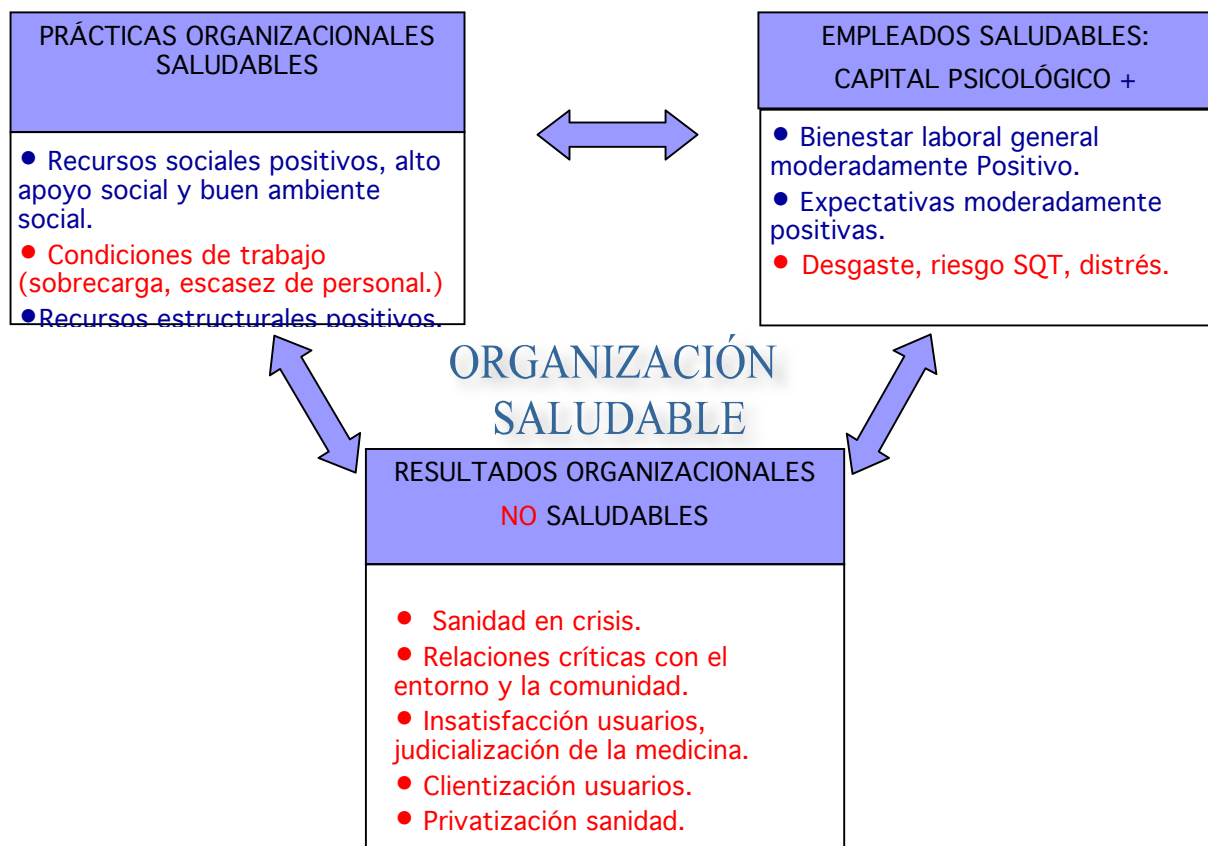 PRÁCTICAS ORGANIZACIONALES
SALUDABLES
● Recursos sociales positivos, alto
apoyo social y buen ambiente
social.
● Condiciones de trabajo
(sobrecarga, escasez de personal.)
●Recursos estructurales positivos.
EMPLEADOS SALUDABLES:
CAPITAL PSICOLÓGICO +
● Bienestar laboral general
moderadamente Positivo.
● Expectativas moderadamente
positivas.
● Desgaste, riesgo SQT, distrés.
ORGANIZACIÓN
SALUDABLE
RESULTADOS ORGANIZACIONALES
NO SALUDABLES
● Sanidad en crisis.
● Relaciones críticas con el
entorno y la comunidad.
● Insatisfacción usuarios,
judicialización de la medicina.
● Clientización usuarios.
● Privatización sanidad.